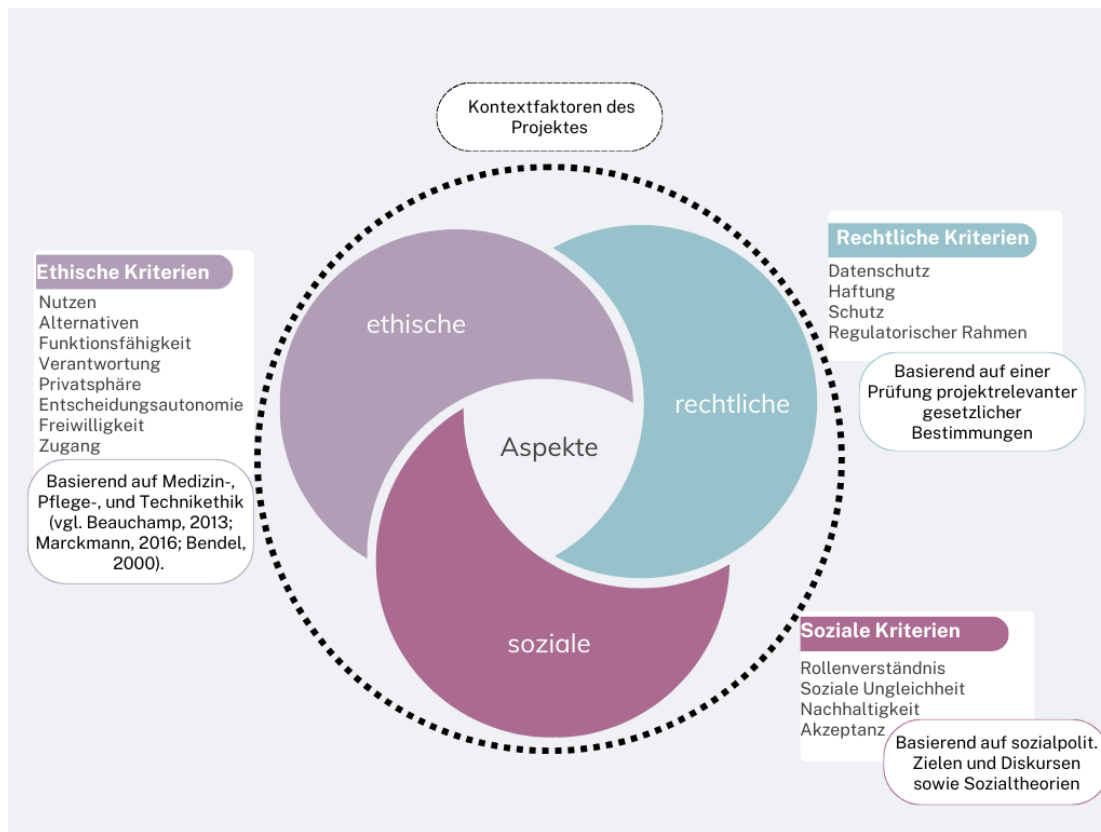 Kontextfaktoren des
Projektes
Ethische Kriterien
Nutzen
Alternativen
Funktionsfähigkeit
Verantwortung
Privatsphäre
Entscheidungsautonomie
Freiwilligkeit
Zugang
Basierend auf Medizin-,
Pflege-, und Technikethik
(vgl. Beauchamp, 2013;
Marckmann, 2016; Bendel,
2000).
ethische
rechtliche
Aspekte
soziale
Rechtliche Kriterien
Datenschutz
Haftung
Schutz
Regulatorischer Rahmen
Basierend auf einer
Prüfung projektrelevanter
gesetzlicher
Bestimmungen
Soziale Kriterien
Rollenverständnis
Soziale Ungleichheit
Nachhaltigkeit
Akzeptanz
Basierend auf sozialpolit.
Zielen und Diskursen
sowie Sozialtheorien